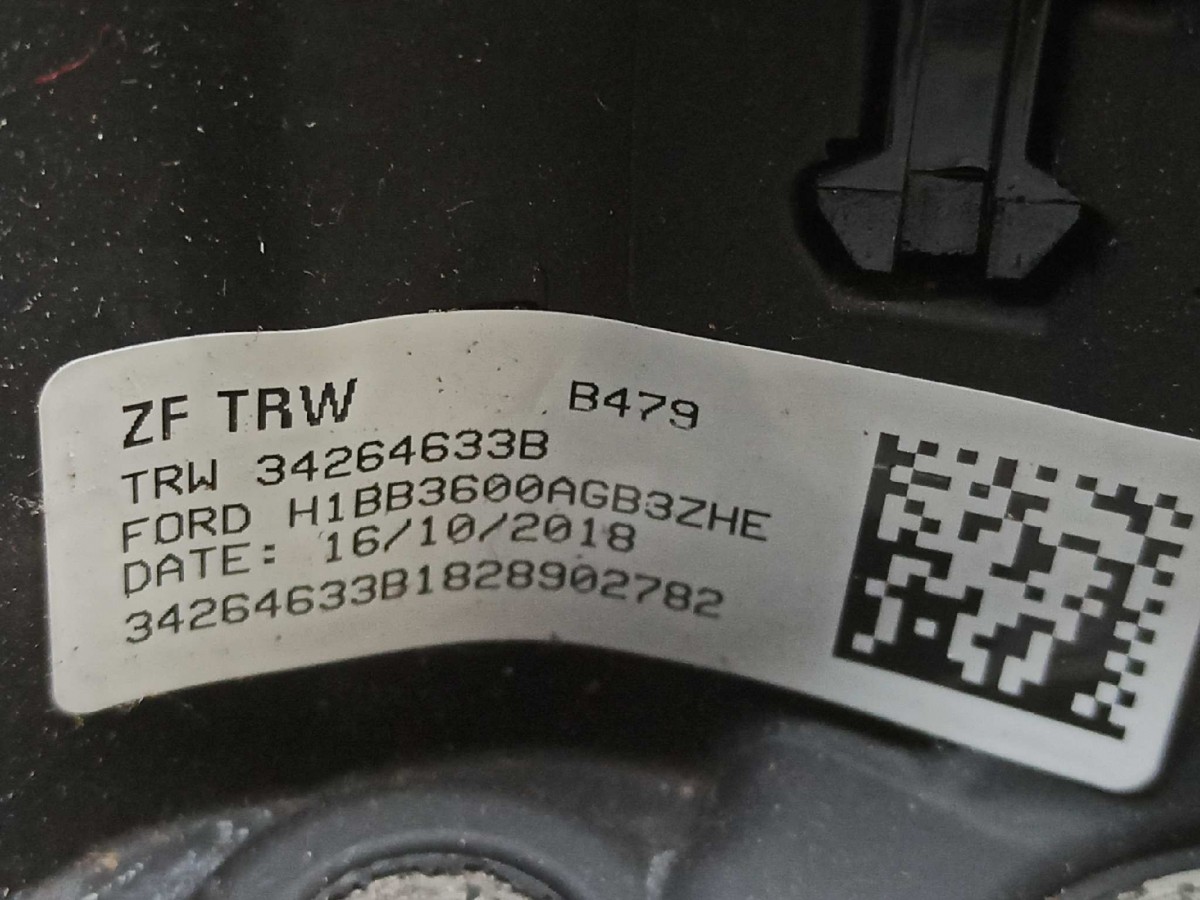 ZF TRW B479
TRW 34264633B
FORD H1BB3600AGB3ZHE
DATE: 16/10/2018
34264633B1828902782